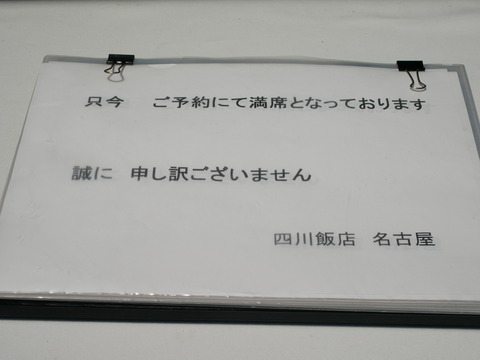 只今　ご予約にて満席となっております
誠に　申し訳ございません
四川飯店　名古屋